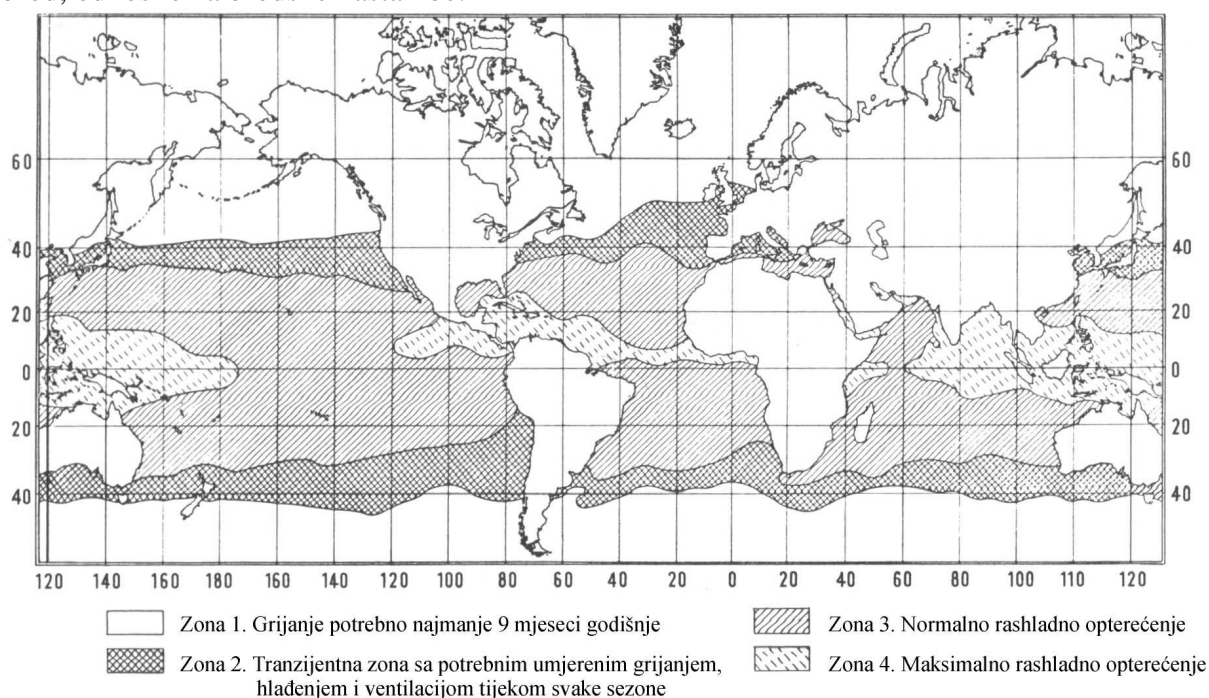 60 60
40 40
20 20
0 0
20 20
40 40
120 140 160 180 160 140 120 100 80 60 40 20 0 20 40 60 80 100 120
Zona 1. Grijanje potrebno najmanje 9 mjeseci godišnje
Zona 2. Tranzijentna zona sa potrebnim umjerenim grijanjem,
hlađenjem i ventilacijom tijekom svake sezone
Zona 3. Normalno rashladno opterećenje
Zona 4. Maksimalno rashladno opterećenje